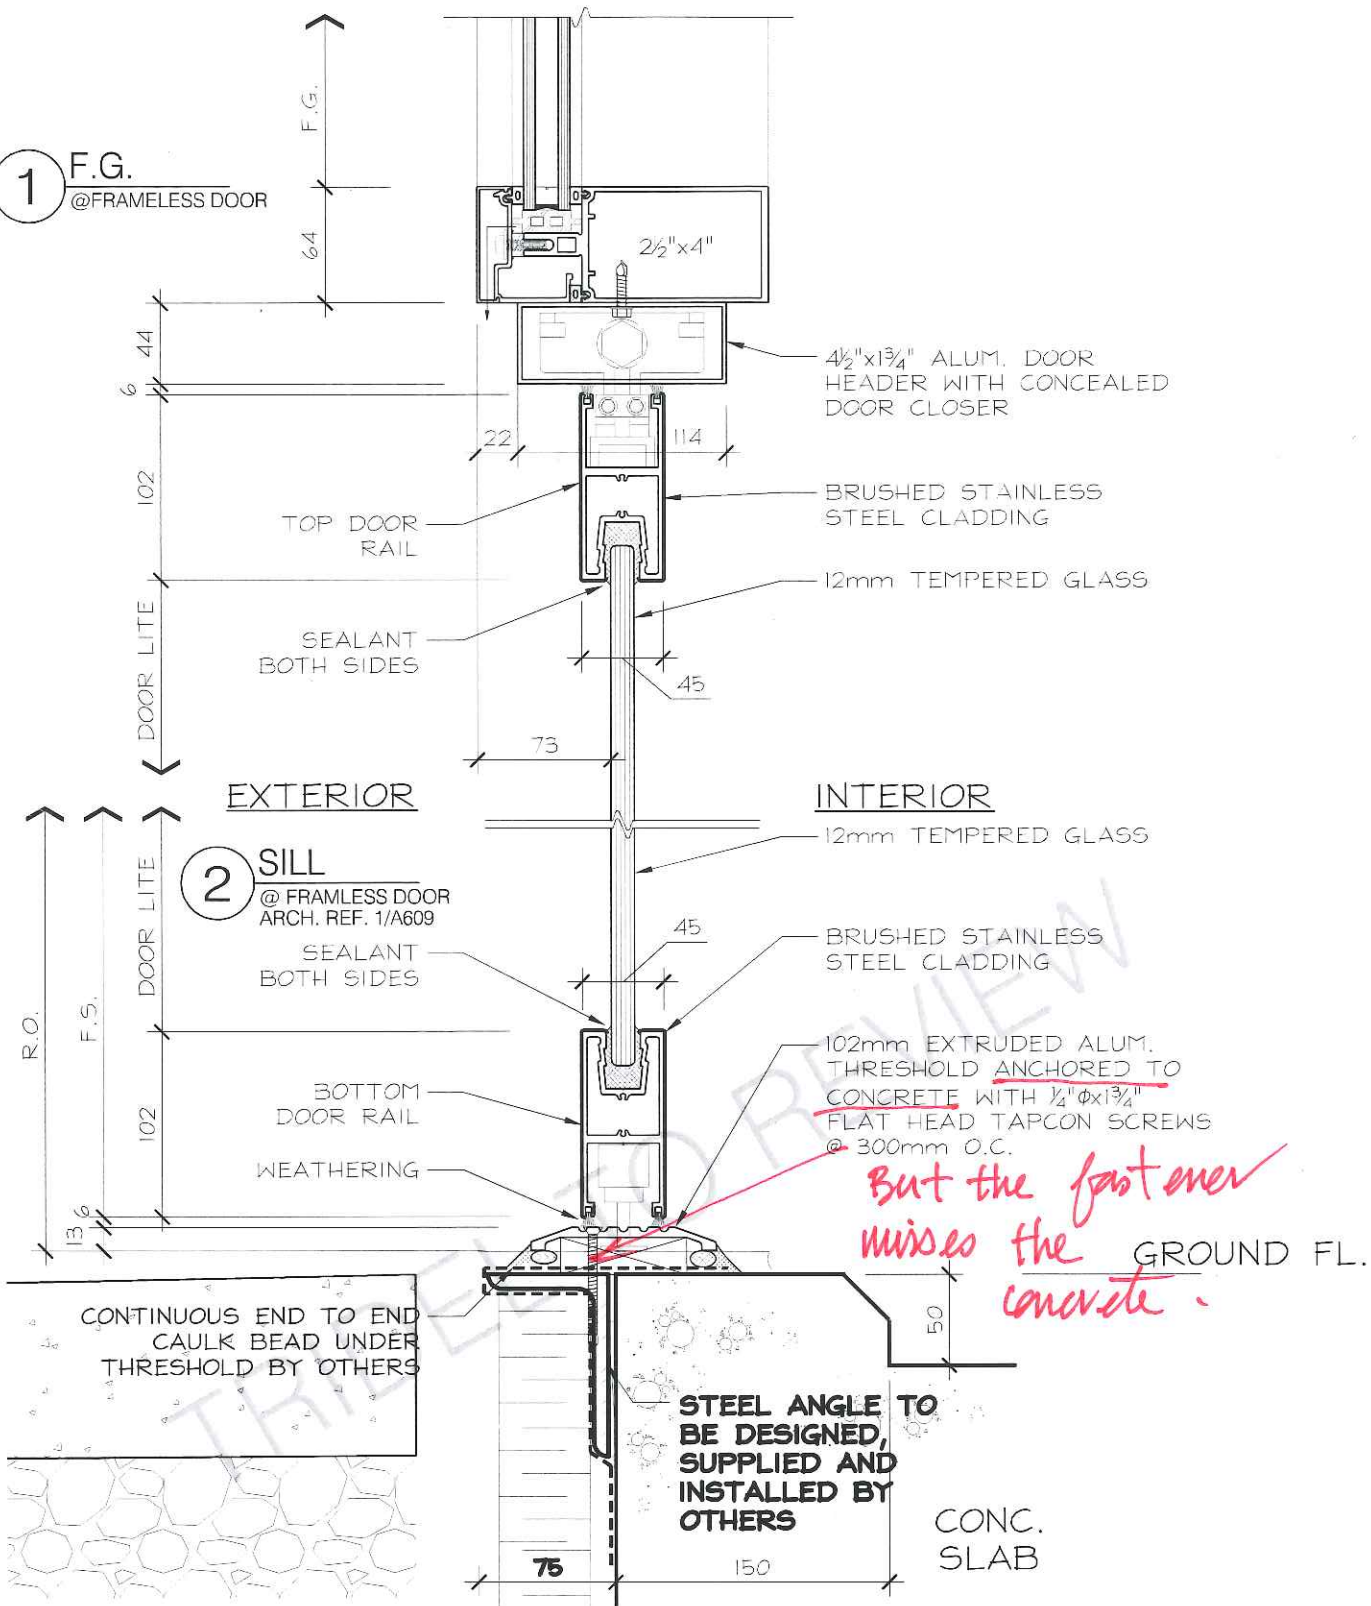 F.G.
1
F.G.
@FRAMELESS DOOR
64
2½"x4"
44
6
4½"x1¾" ALUM. DOOR
HEADER WITH CONCEALED
DOOR CLOSER
22
114
102
BRUSHED STAINLESS
STEEL CLADDING
TOP DOOR
RAIL
12mm TEMPERED GLASS
SEALANT
BOTH SIDES
DOOR LITE
45
73
EXTERIOR
INTERIOR
12mm TEMPERED GLASS
2
SILL
@ FRAMLESS DOOR
ARCH. REF. 1/A609
DOOR LITE
SEALANT
BOTH SIDES
45
BRUSHED STAINLESS
STEEL CLADDING
R.O.
F.S.
102mm EXTRUDED ALUM.
THRESHOLD ANCHORED TO
CONCRETE WITH ¼"Φx1¾"
FLAT HEAD TAPCON SCREWS
@ 300mm O.C.
BOTTOM
DOOR RAIL
102
WEATHERING
But the fastener
misses the
concrete.
6
13
GROUND FL.
CONTINUOUS END TO END
CAULK BEAD UNDER
THRESHOLD BY OTHERS
50
STEEL ANGLE TO
BE DESIGNED,
SUPPLIED AND
INSTALLED BY
OTHERS
CONC.
SLAB
75
150
TRIDEL TO REVIEW